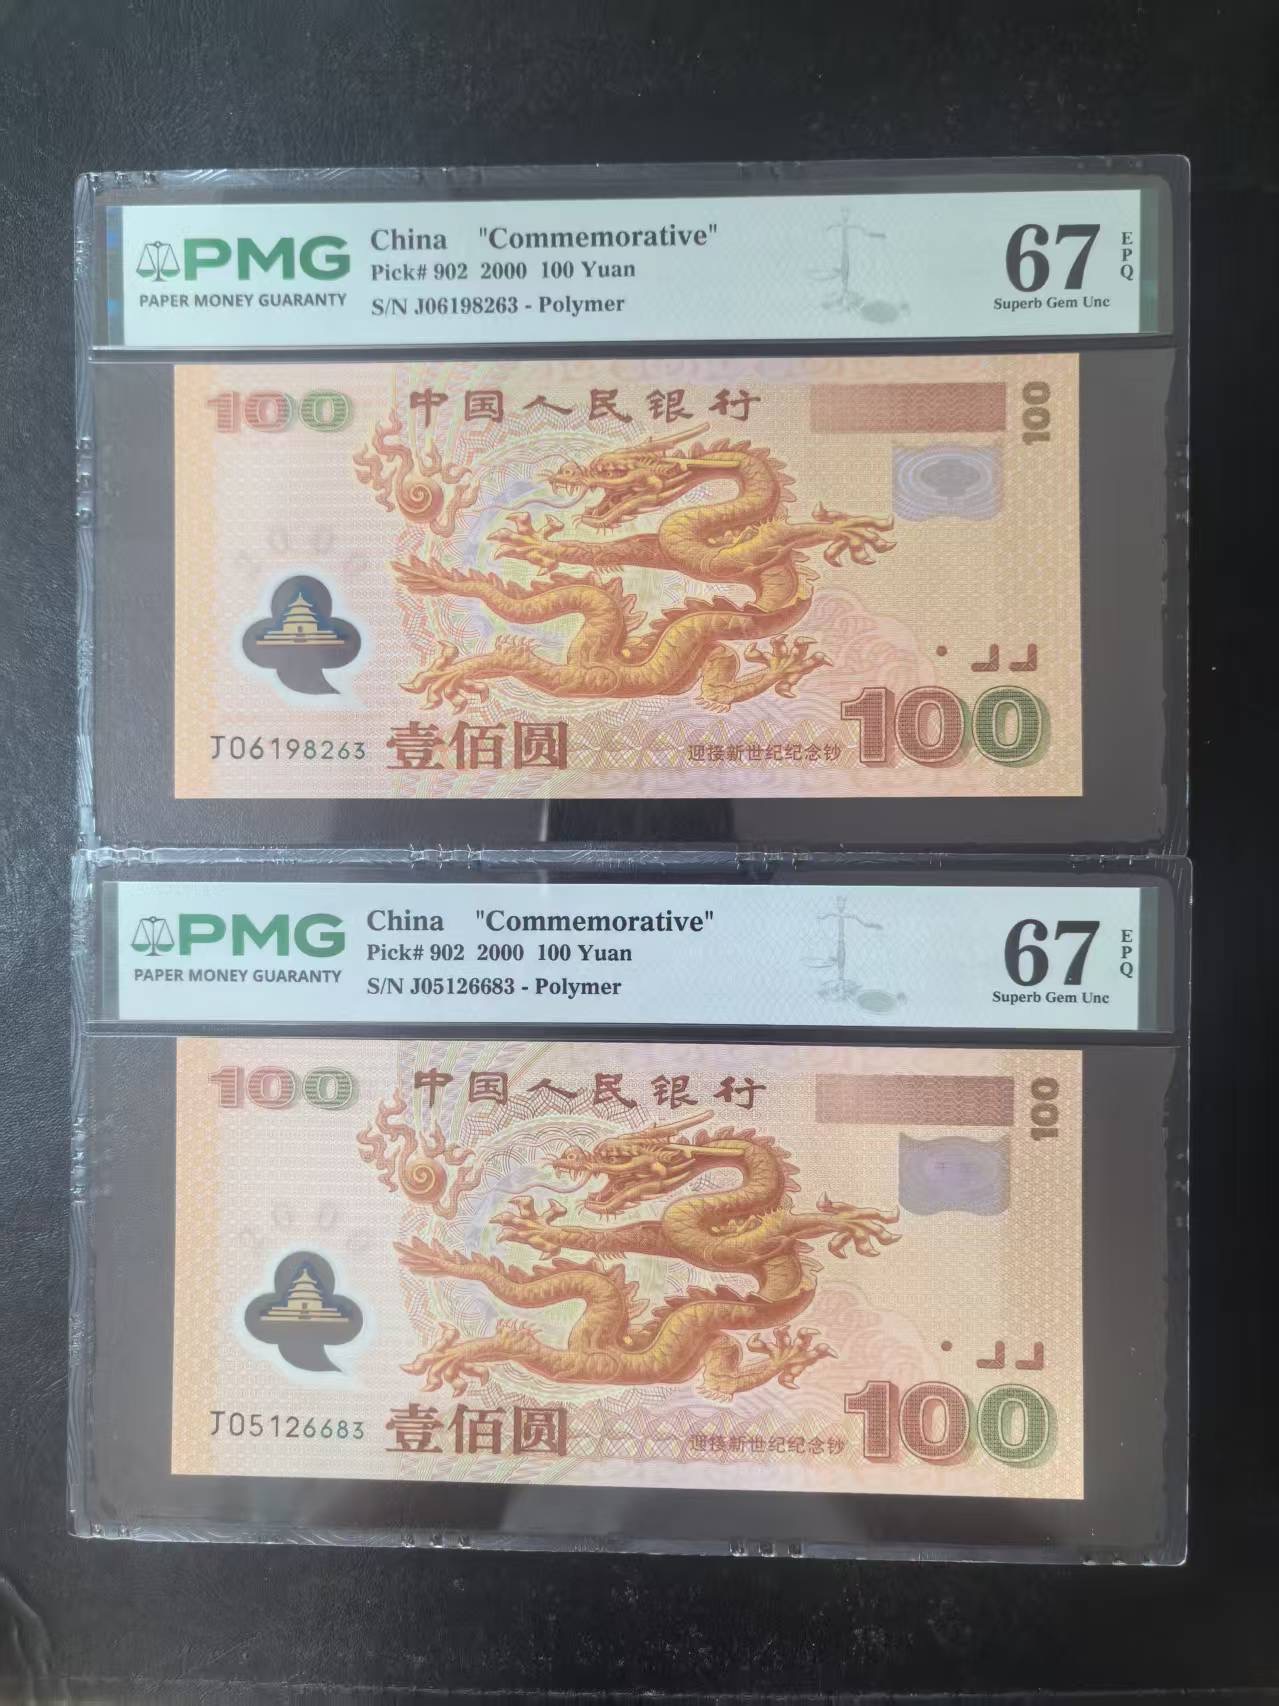 PMG
PAPER MONEY GUARANTY
China "Commemorative"
Pick# 902 2000 100 Yuan
S/N J06198263 - Polymer
67
EPQ
Superb Gem Unc
100
中国人民银行
100
2000
J06198263
壹佰圆
迎接新世纪纪念钞
100
PMG
PAPER MONEY GUARANTY
China "Commemorative"
Pick# 902 2000 100 Yuan
S/N J05126683 - Polymer
67
EPQ
Superb Gem Unc
100
中国人民银行
100
2000
J05126683
壹佰圆
迎接新世纪纪念钞
100